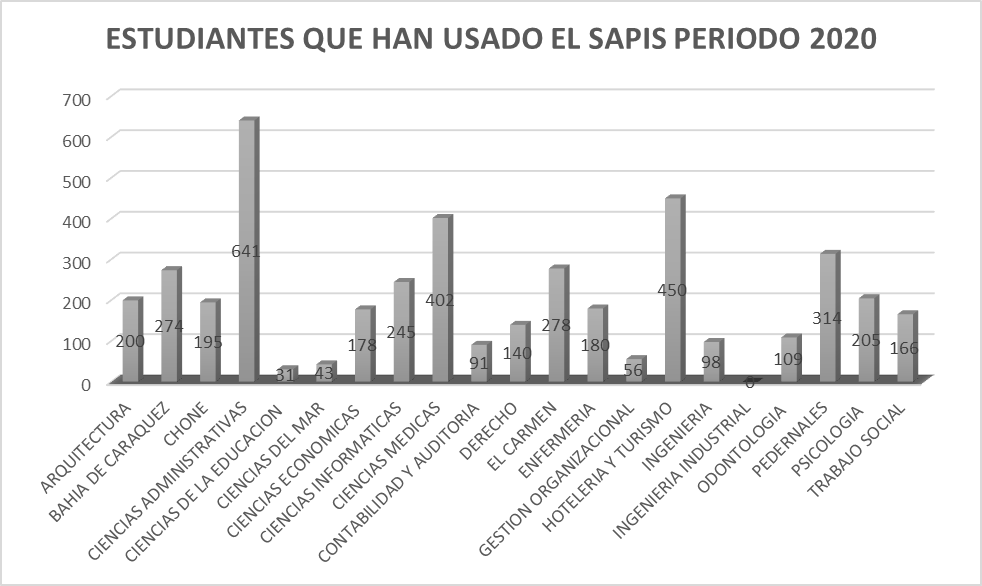 ESTUDIANTES QUE HAN USADO EL SAPIS PERIODO 2020
700
600
500
400
300
200
100
0
200
274
195
641
31
43
178
245
402
91
140
278
180
56
450
98
109
314
205
166
ARQUITECTURA
BAHIA DE CARAQUEZ
CHONE
CIENCIAS ADMINISTRATIVAS
CIENCIAS DE LA EDUCACION
CIENCIAS DEL MAR
CIENCIAS ECONOMICAS
CIENCIAS INFORMATICAS
CIENCIAS MEDICAS
CONTABILIDAD Y AUDITORIA
DERECHO
EL CARMEN
ENFERMERIA
GESTION ORGANIZACIONAL
HOTELERIA Y TURISMO
INGENIERIA
INGENIERIA INDUSTRIAL
ODONTOLOGIA
PEDERNALES
PSICOLOGIA
TRABAJO SOCIAL